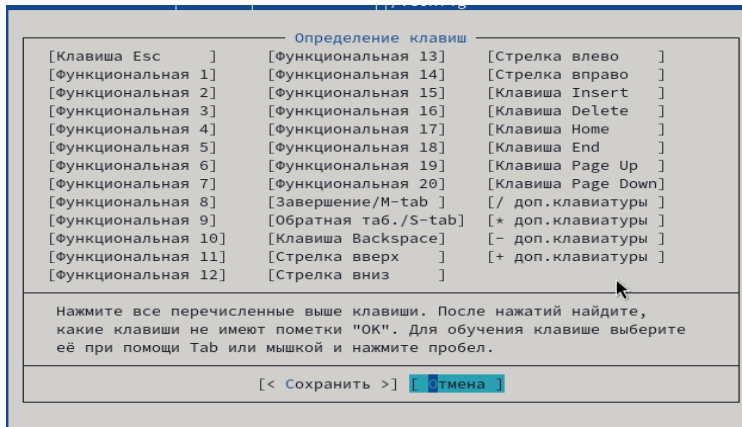 Определение клавиш
[Клавиша Esc      ]    [Функциональная 13]    [Стрелка влево    ]
[Функциональная 1]    [Функциональная 14]    [Стрелка вправо   ]
[Функциональная 2]    [Функциональная 15]    [Клавиша Insert   ]
[Функциональная 3]    [Функциональная 16]    [Клавиша Delete   ]
[Функциональная 4]    [Функциональная 17]    [Клавиша Home     ]
[Функциональная 5]    [Функциональная 18]    [Клавиша End      ]
[Функциональная 6]    [Функциональная 19]    [Клавиша Page Up  ]
[Функциональная 7]    [Функциональная 20]    [Клавиша Page Down]
[Функциональная 8]    [Завершение/M-tab ]    [/ доп.клавиатуры ]
[Функциональная 9]    [Обратная таб./S-tab]    [* доп.клавиатуры ]
[Функциональная 10]    [Клавиша Backspace]    [- доп.клавиатуры ]
[Функциональная 11]    [Стрелка вверх    ]    [+ доп.клавиатуры ]
[Функциональная 12]    [Стрелка вниз     ]
Нажмите все перечисленные выше клавиши. После нажатий найдите,
какие клавиши не имеют пометки "OK". Для обучения клавише выберите
её при помощи Tab или мышкой и нажмите пробел.
[< Сохранить >] [ Отмена ]